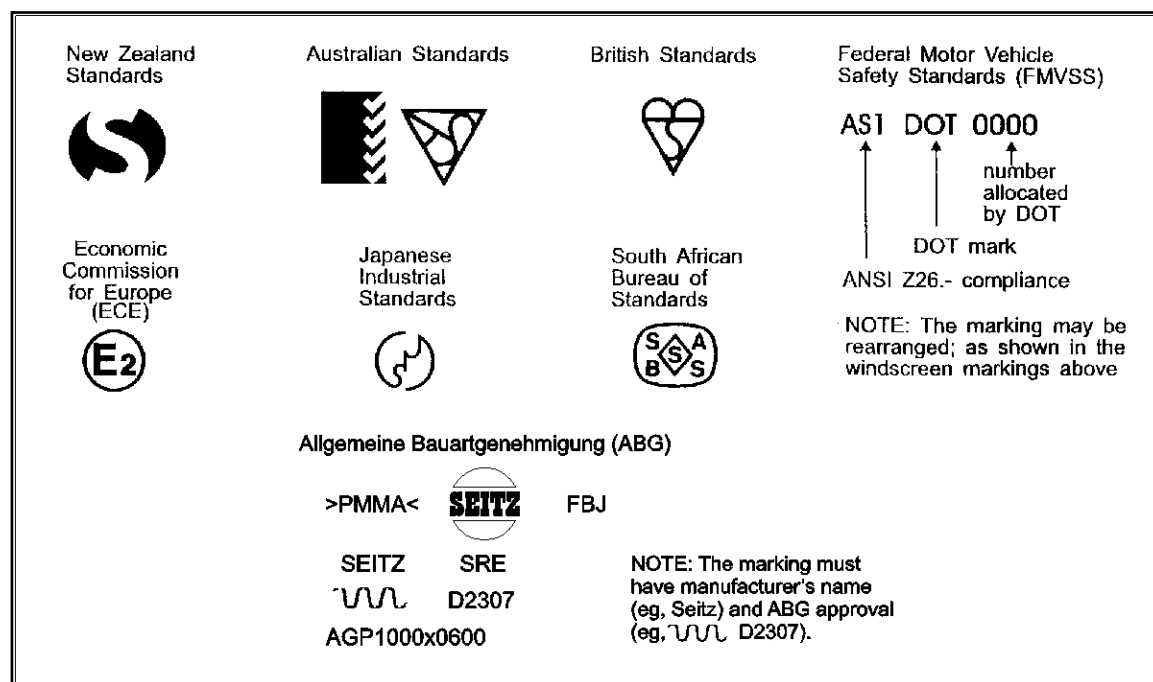 New Zealand
Standards
Australian Standards
British Standards
Federal Motor Vehicle
Safety Standards (FMVSS)
AS1 DOT 0000
number
allocated
by DOT
DOT mark
ANSI Z26.- compliance
NOTE: The marking may be
rearranged; as shown in the
windscreen markings above
Economic
Commission
for Europe
(ECE)
E2
Japanese
Industrial
Standards
South African
Bureau of
Standards
S A
S
B S
Allgemeine Bauartgenehmigung (ABG)
>PMMA< SEITZ FBJ
SEITZ SRE
D2307
AGP1000x0600
NOTE: The marking must
have manufacturer's name
(eg, Seitz) and ABG approval
(eg, D2307).